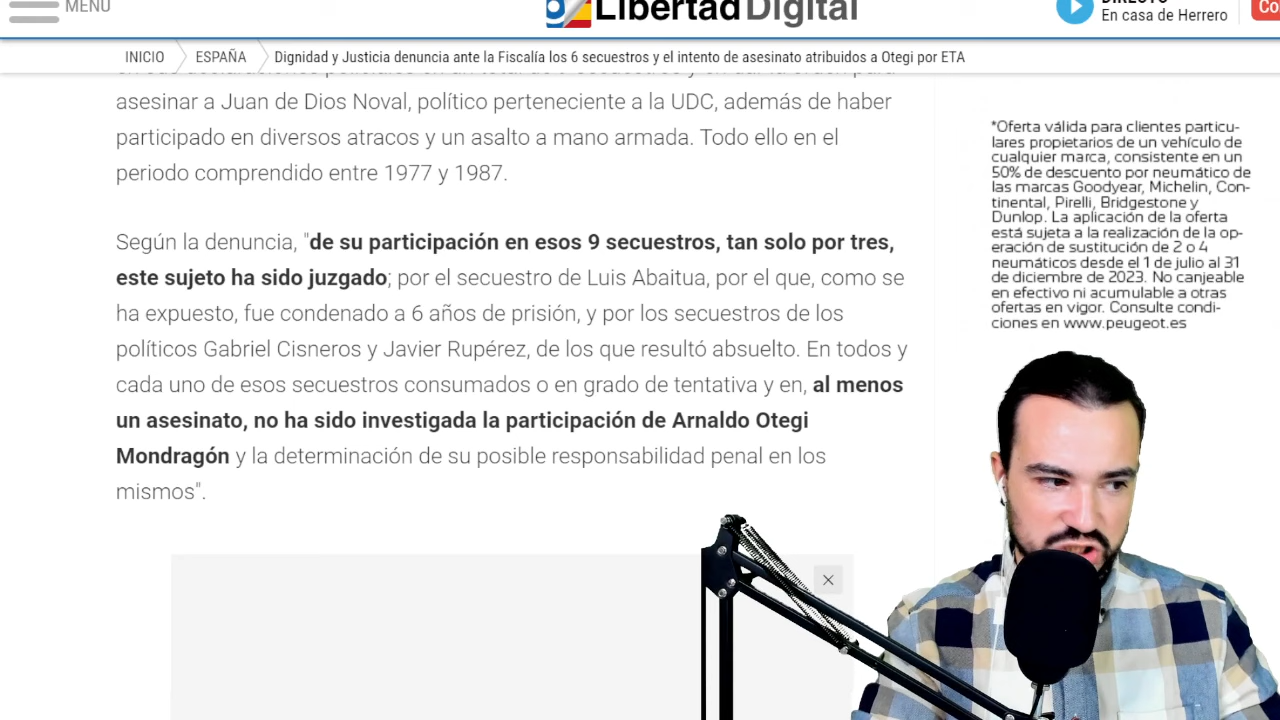 MENÚ
Libertad Digital
DIRECTO
En casa de Herrero
Co
INICIO
ESPAÑA
Dignidad y Justicia denuncia ante la Fiscalía los 6 secuestros y el intento de asesinato atribuidos a Otegi por ETA
asesinar a Juan de Dios Noval, político perteneciente a la UDC, además de haber
participado en diversos atracos y un asalto a mano armada. Todo ello en el
periodo comprendido entre 1977 y 1987.
Según la denuncia, "de su participación en esos 9 secuestros, tan solo por tres,
este sujeto ha sido juzgado; por el secuestro de Luis Abaitua, por el que, como se
ha expuesto, fue condenado a 6 años de prisión, y por los secuestros de los
políticos Gabriel Cisneros y Javier Rupérez, de los que resultó absuelto. En todos y
cada uno de esos secuestros consumados o en grado de tentativa y en, al menos
un asesinato, no ha sido investigada la participación de Arnaldo Otegi
Mondragón y la determinación de su posible responsabilidad penal en los
mismos".
*Oferta válida para clientes particu-
lares propietarios de un vehículo de
cualquier marca, consistente en un
50% de descuento por neumático de
las marcas Goodyear, Michelin, Con-
tinental, Pirelli, Bridgestone y
Dunlop. La aplicación de la oferta
está sujeta a la realización de la op-
eración de sustitución de 2 o 4
neumáticos desde el 1 de julio al 31
de diciembre de 2023. No canjeable
en efectivo ni acumulable a otras
ofertas en vigor. Consulte condi-
ciones en www.peugeot.es